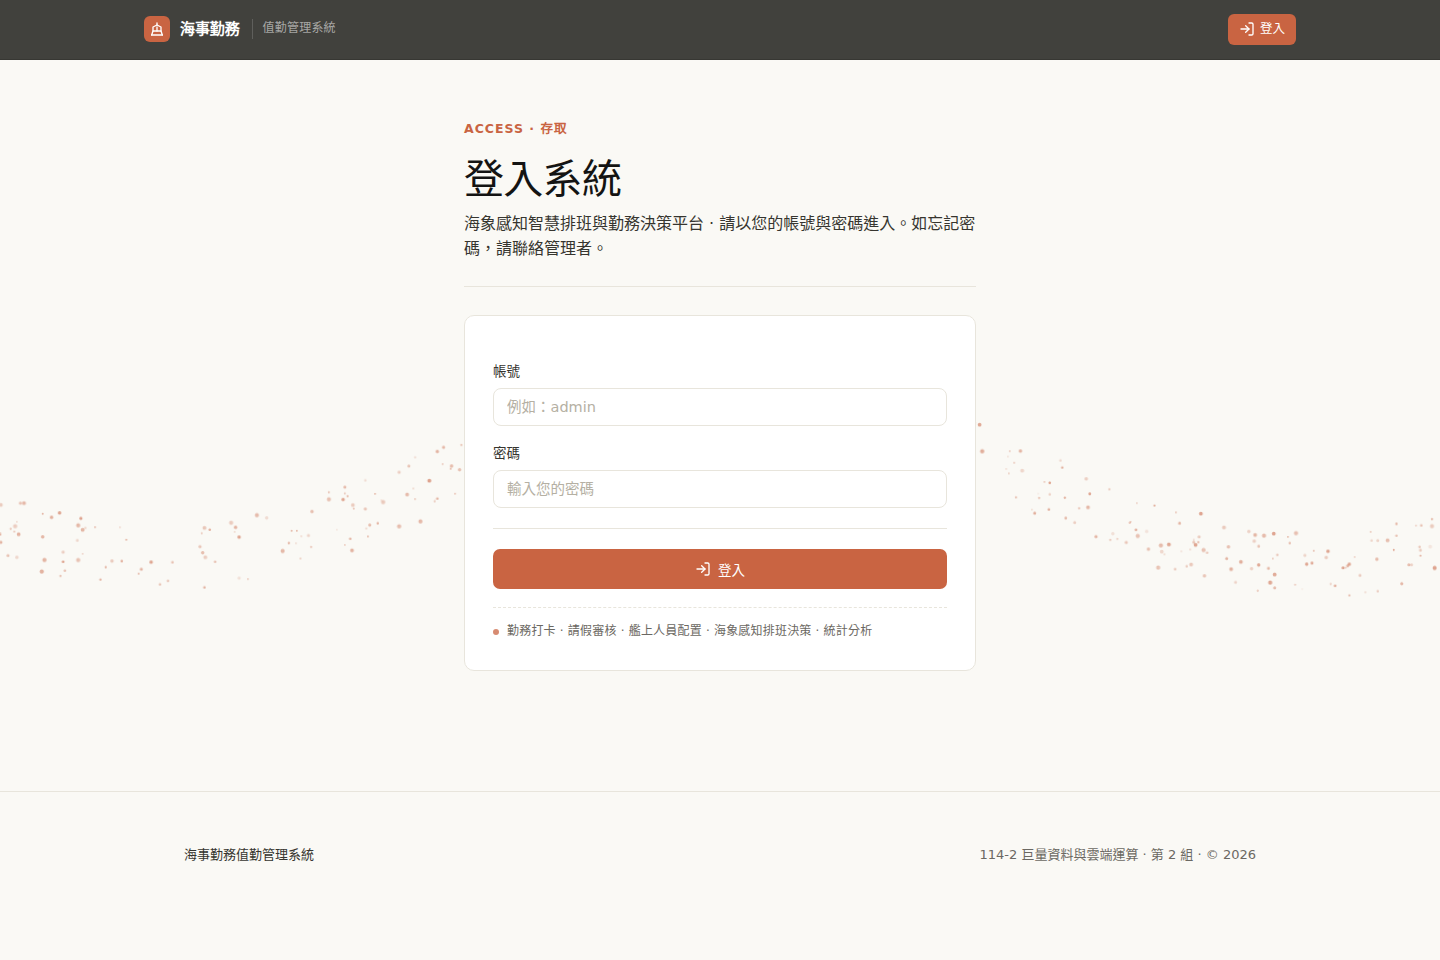 海事勤務 值勤管理系統 登入
ACCESS · 存取
登入系統
海象感知智慧排班與勤務決策平台 · 請以您的帳號與密碼進入。如忘記密
碼，請聯絡管理者。
帳號
例如：admin
密碼
輸入您的密碼
登入
勤務打卡 · 請假審核 · 艦上人員配置 · 海象感知排班決策 · 統計分析
海事勤務值勤管理系統 114-2 巨量資料與雲端運算 · 第 2 組 · © 2026